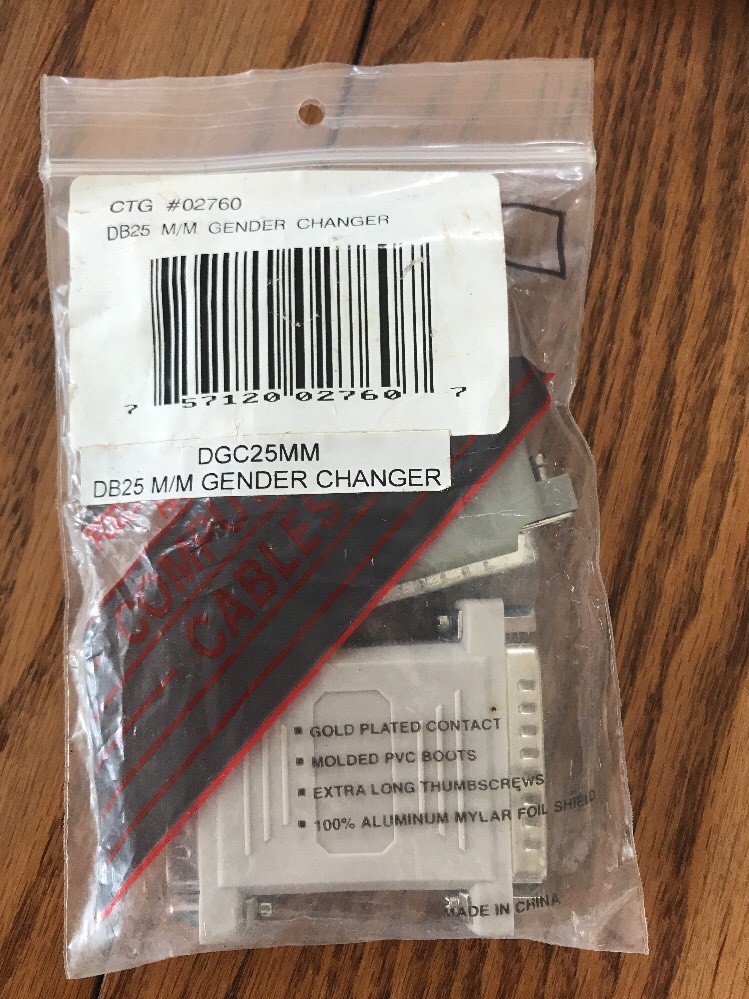 CTG #02760
DB25 M/M GENDER CHANGER
7 57120 02760 7
DGC25MM
DB25 M/M GENDER CHANGER
COMPUTER
CABLES
▪ GOLD PLATED CONTACT
▪ MOLDED PVC BOOTS
▪ EXTRA LONG THUMBSCREWS
▪ 100% ALUMINUM MYLAR FOIL SHIELD
MADE IN CHINA